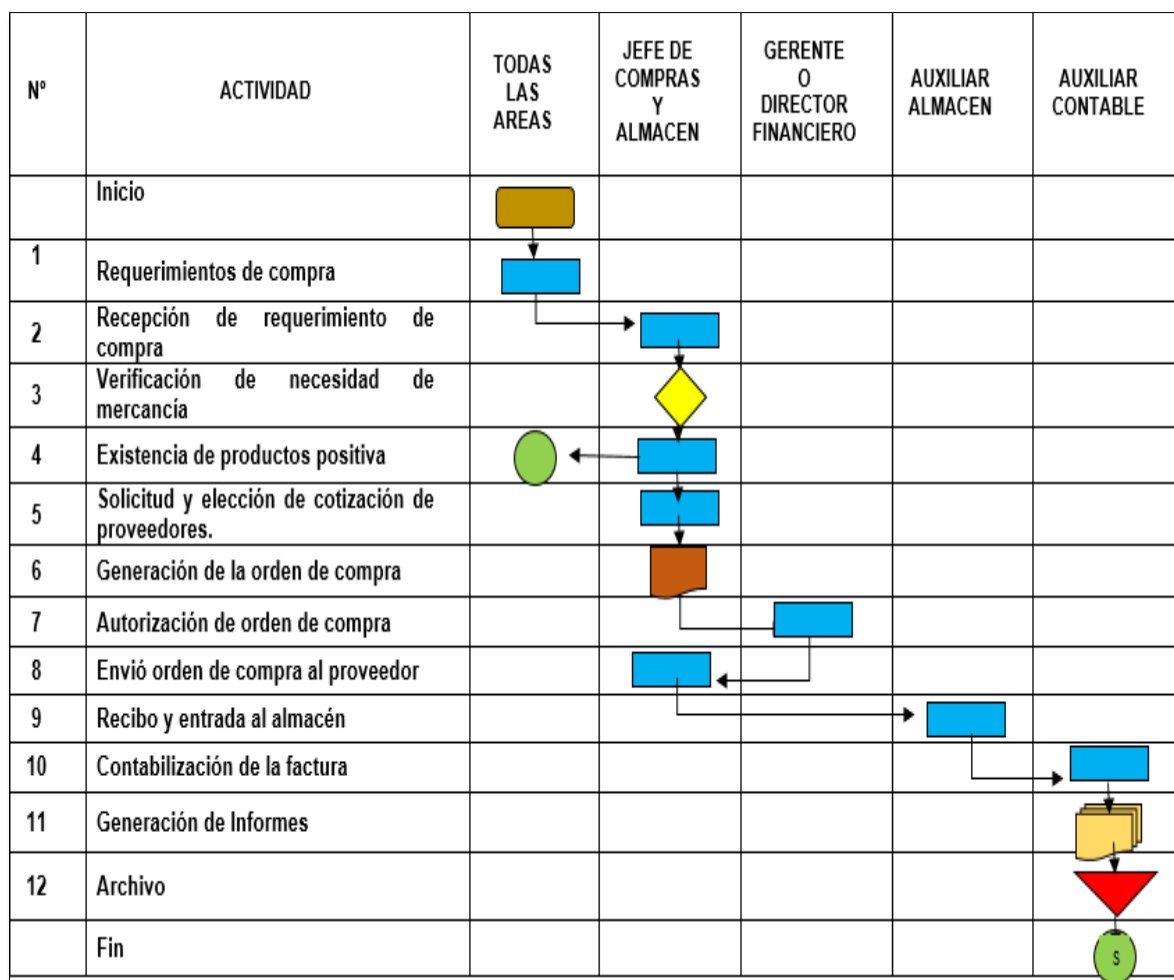 Nº
ACTIVIDAD
TODAS
LAS
AREAS
JEFE DE
COMPRAS
Y
ALMACEN
GERENTE
O
DIRECTOR
FINANCIERO
AUXILIAR
ALMACEN
AUXILIAR
CONTABLE
Inicio
1
Requerimientos de compra
2
Recepción de requerimiento de
compra
3
Verificación de necesidad de
mercancía
4
Existencia de productos positiva
5
Solicitud y elección de cotización de
proveedores.
6
Generación de la orden de compra
7
Autorización de orden de compra
8
Envió orden de compra al proveedor
9
Recibo y entrada al almacén
10
Contabilización de la factura
11
Generación de Informes
12
Archivo
Fin
S